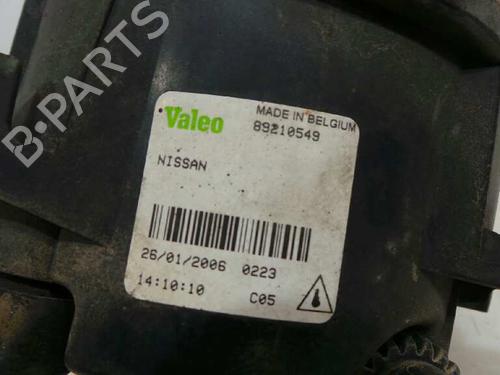 B-PARTS
Valeo
MADE IN BELGIUM
89210549
NISSAN
26/01/2006 0223
14:10:10 C05